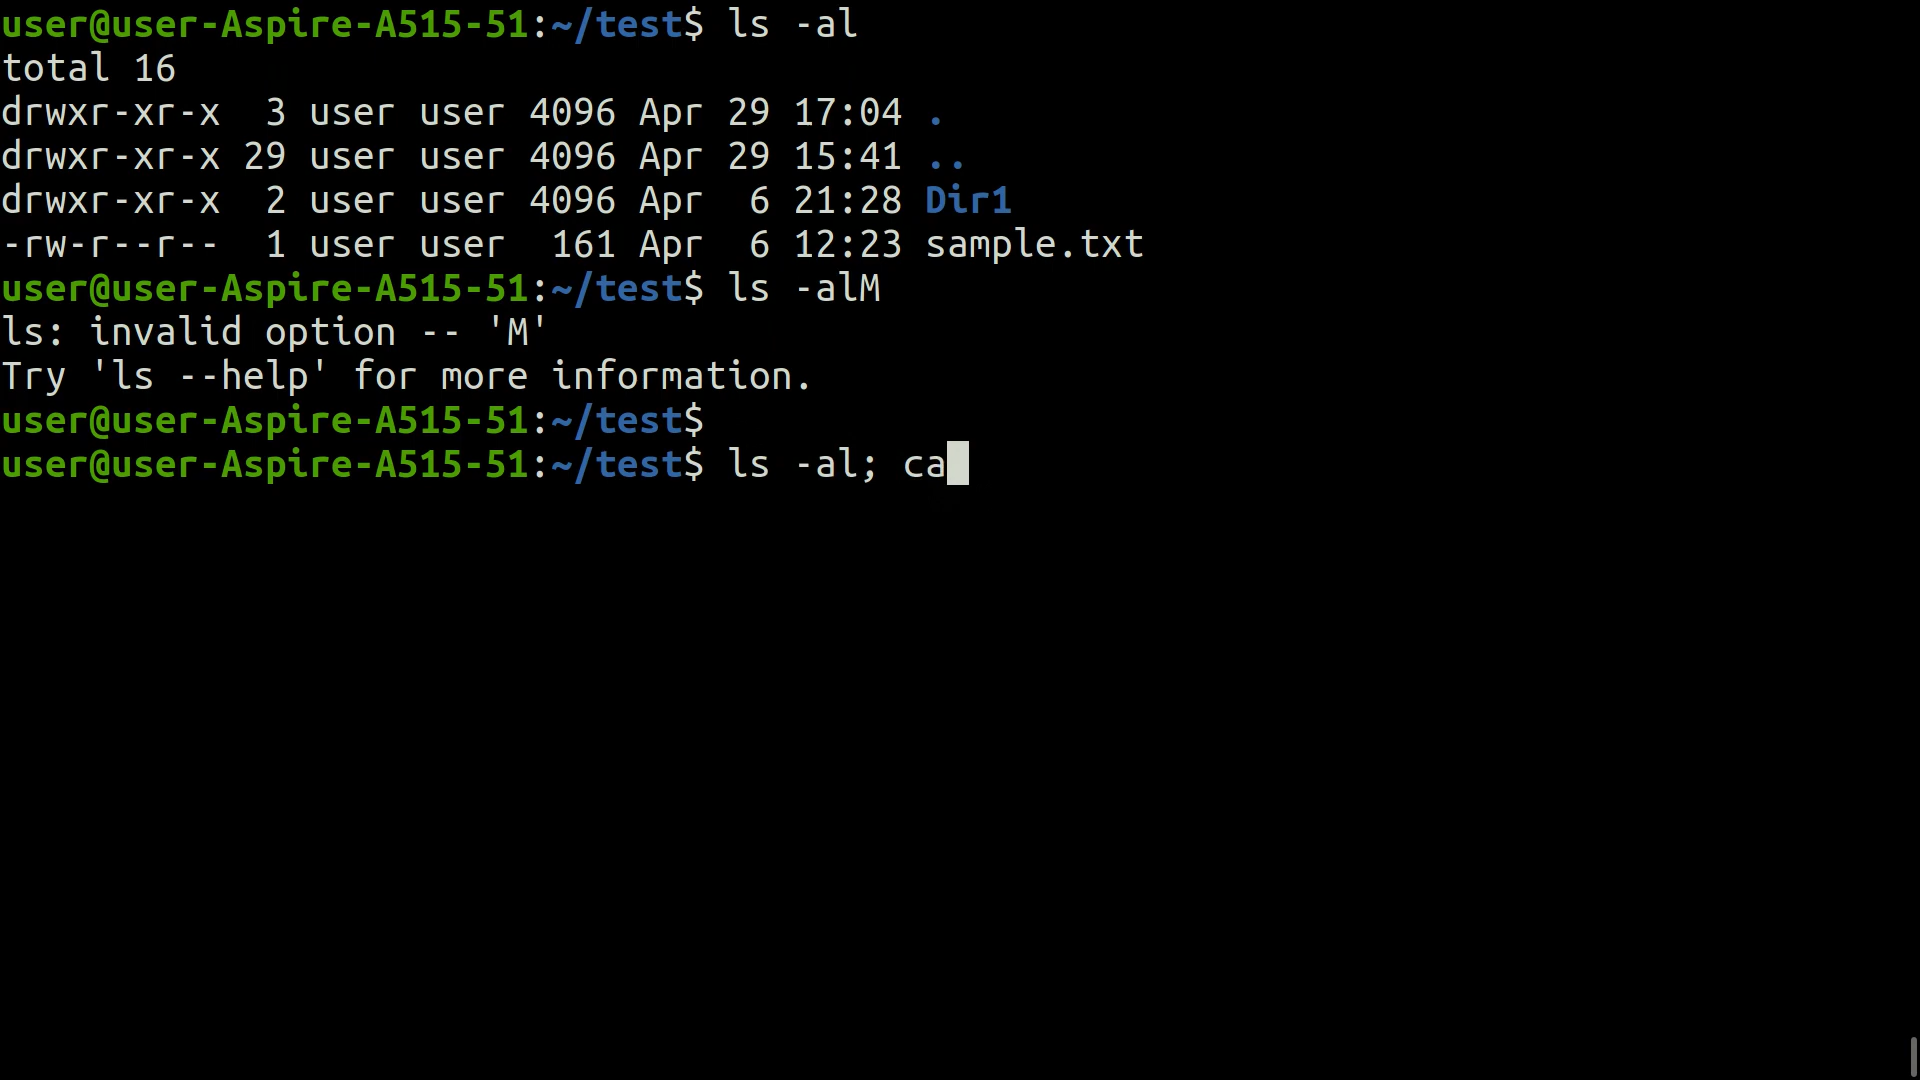 user@user-Aspire-A515-51:~/test$ ls -al
total 16
drwxr-xr-x  3 user user 4096 Apr 29 17:04 .
drwxr-xr-x 29 user user 4096 Apr 29 15:41 ..
drwxr-xr-x  2 user user 4096 Apr  6 21:28 Dir1
-rw-r--r--  1 user user  161 Apr  6 12:23 sample.txt
user@user-Aspire-A515-51:~/test$ ls -alM
ls: invalid option -- 'M'
Try 'ls --help' for more information.
user@user-Aspire-A515-51:~/test$
user@user-Aspire-A515-51:~/test$ ls -al; ca